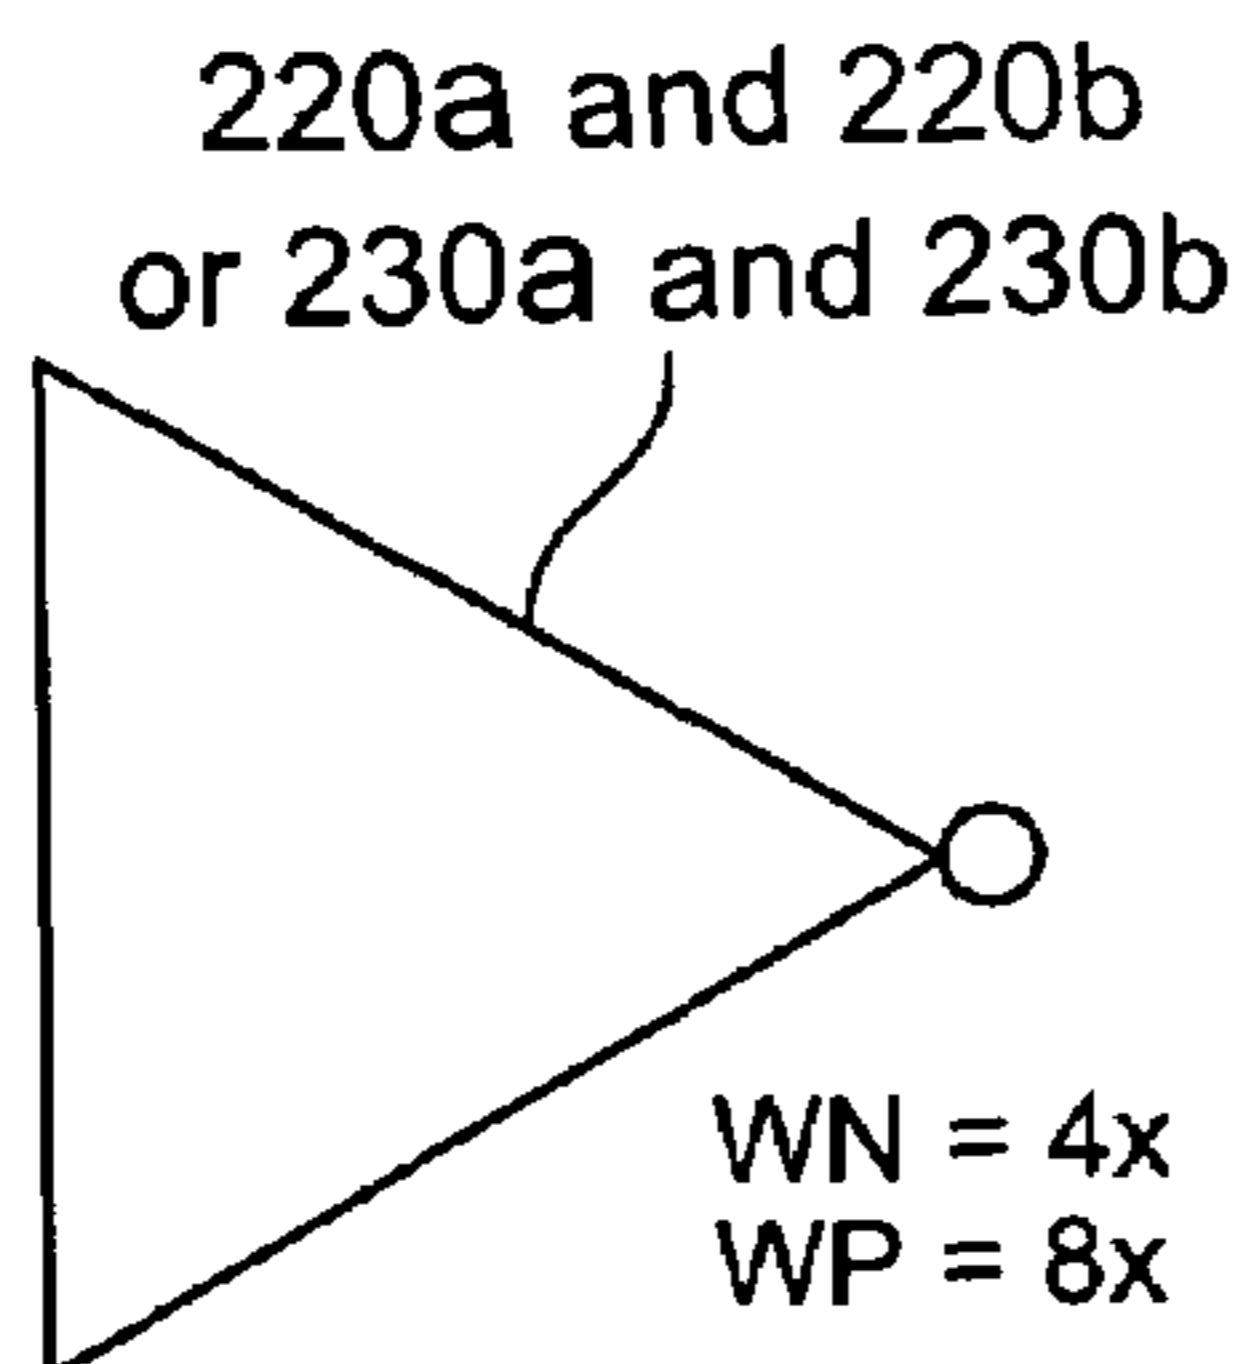 220a and 220b
or 230a and 230b
WN = 4x
WP = 8x